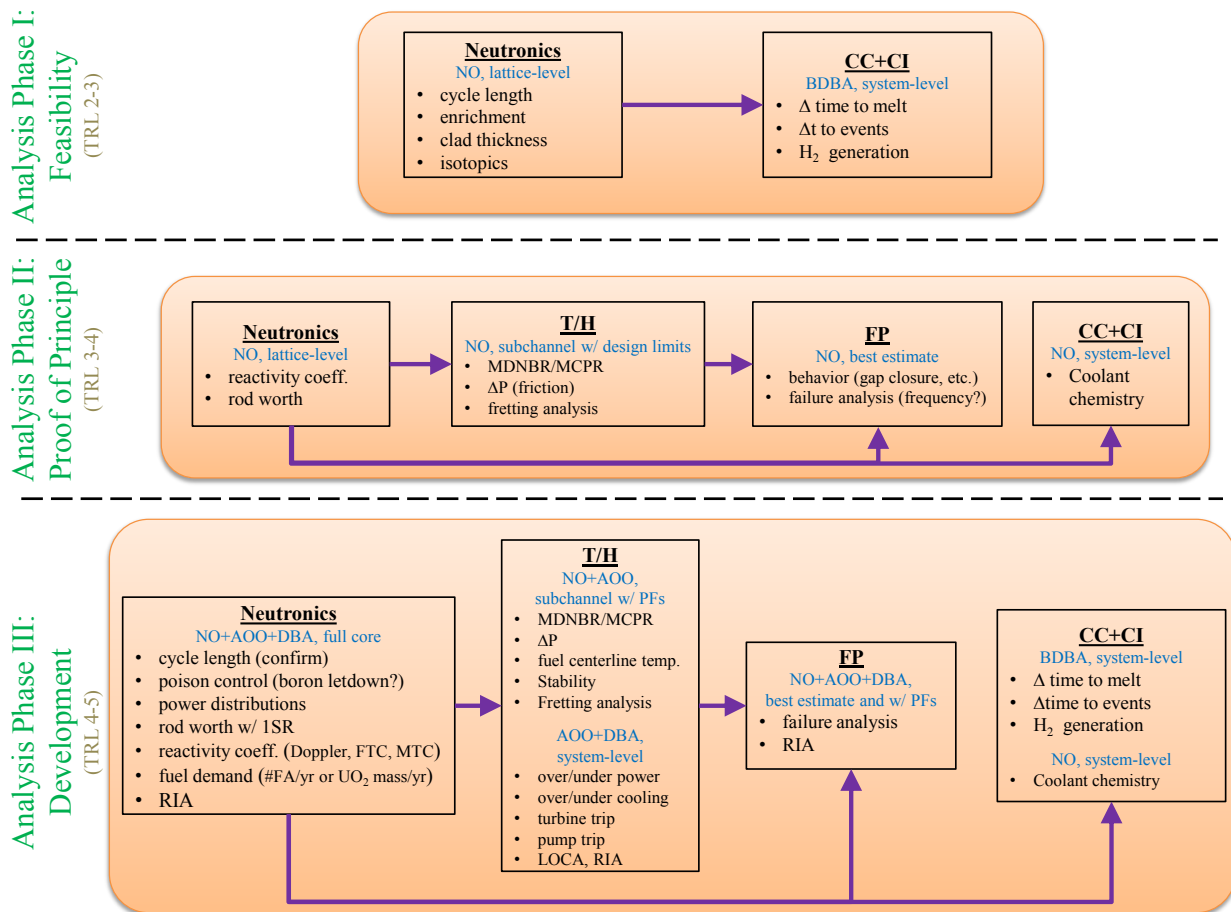 Analysis Phase I:
Feasibility
(TRL 2-3)
Neutronics
NO, lattice-level
• cycle length
• enrichment
• clad thickness
• isotopics
CC+CI
BDBA, system-level
• Δ time to melt
• Δt to events
• H₂ generation
Analysis Phase II:
Proof of Principle
(TRL 3-4)
Neutronics
NO, lattice-level
• reactivity coeff.
• rod worth
T/H
NO, subchannel w/ design limits
• MDNBR/MCPR
• ΔP (friction)
• fretting analysis
FP
NO, best estimate
• behavior (gap closure, etc.)
• failure analysis (frequency?)
CC+CI
NO, system-level
• Coolant
chemistry
Analysis Phase III:
Development
(TRL 4-5)
Neutronics
NO+AOO+DBA, full core
• cycle length (confirm)
• poison control (boron letdown?)
• power distributions
• rod worth w/ 1SR
• reactivity coeff. (Doppler, FTC, MTC)
• fuel demand (#FA/yr or UO₂ mass/yr)
• RIA
T/H
NO+AOO,
subchannel w/ PFs
• MDNBR/MCPR
• ΔP
• fuel centerline temp.
• Stability
• Fretting analysis
AOO+DBA,
system-level
• over/under power
• over/under cooling
• turbine trip
• pump trip
• LOCA, RIA
FP
NO+AOO+DBA,
best estimate and w/ PFs
• failure analysis
• RIA
CC+CI
BDBA, system-level
• Δ time to melt
• Δtime to events
• H₂ generation
NO, system-level
• Coolant chemistry